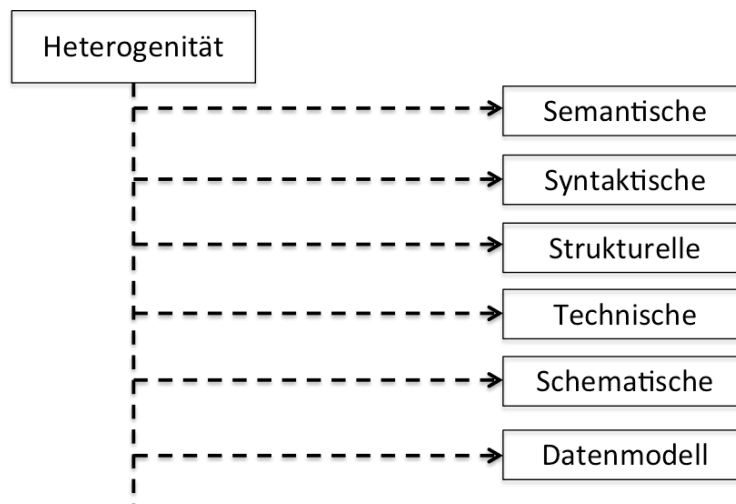 Heterogenität
Semantische
Syntaktische
Strukturelle
Technische
Schematische
Datenmodell